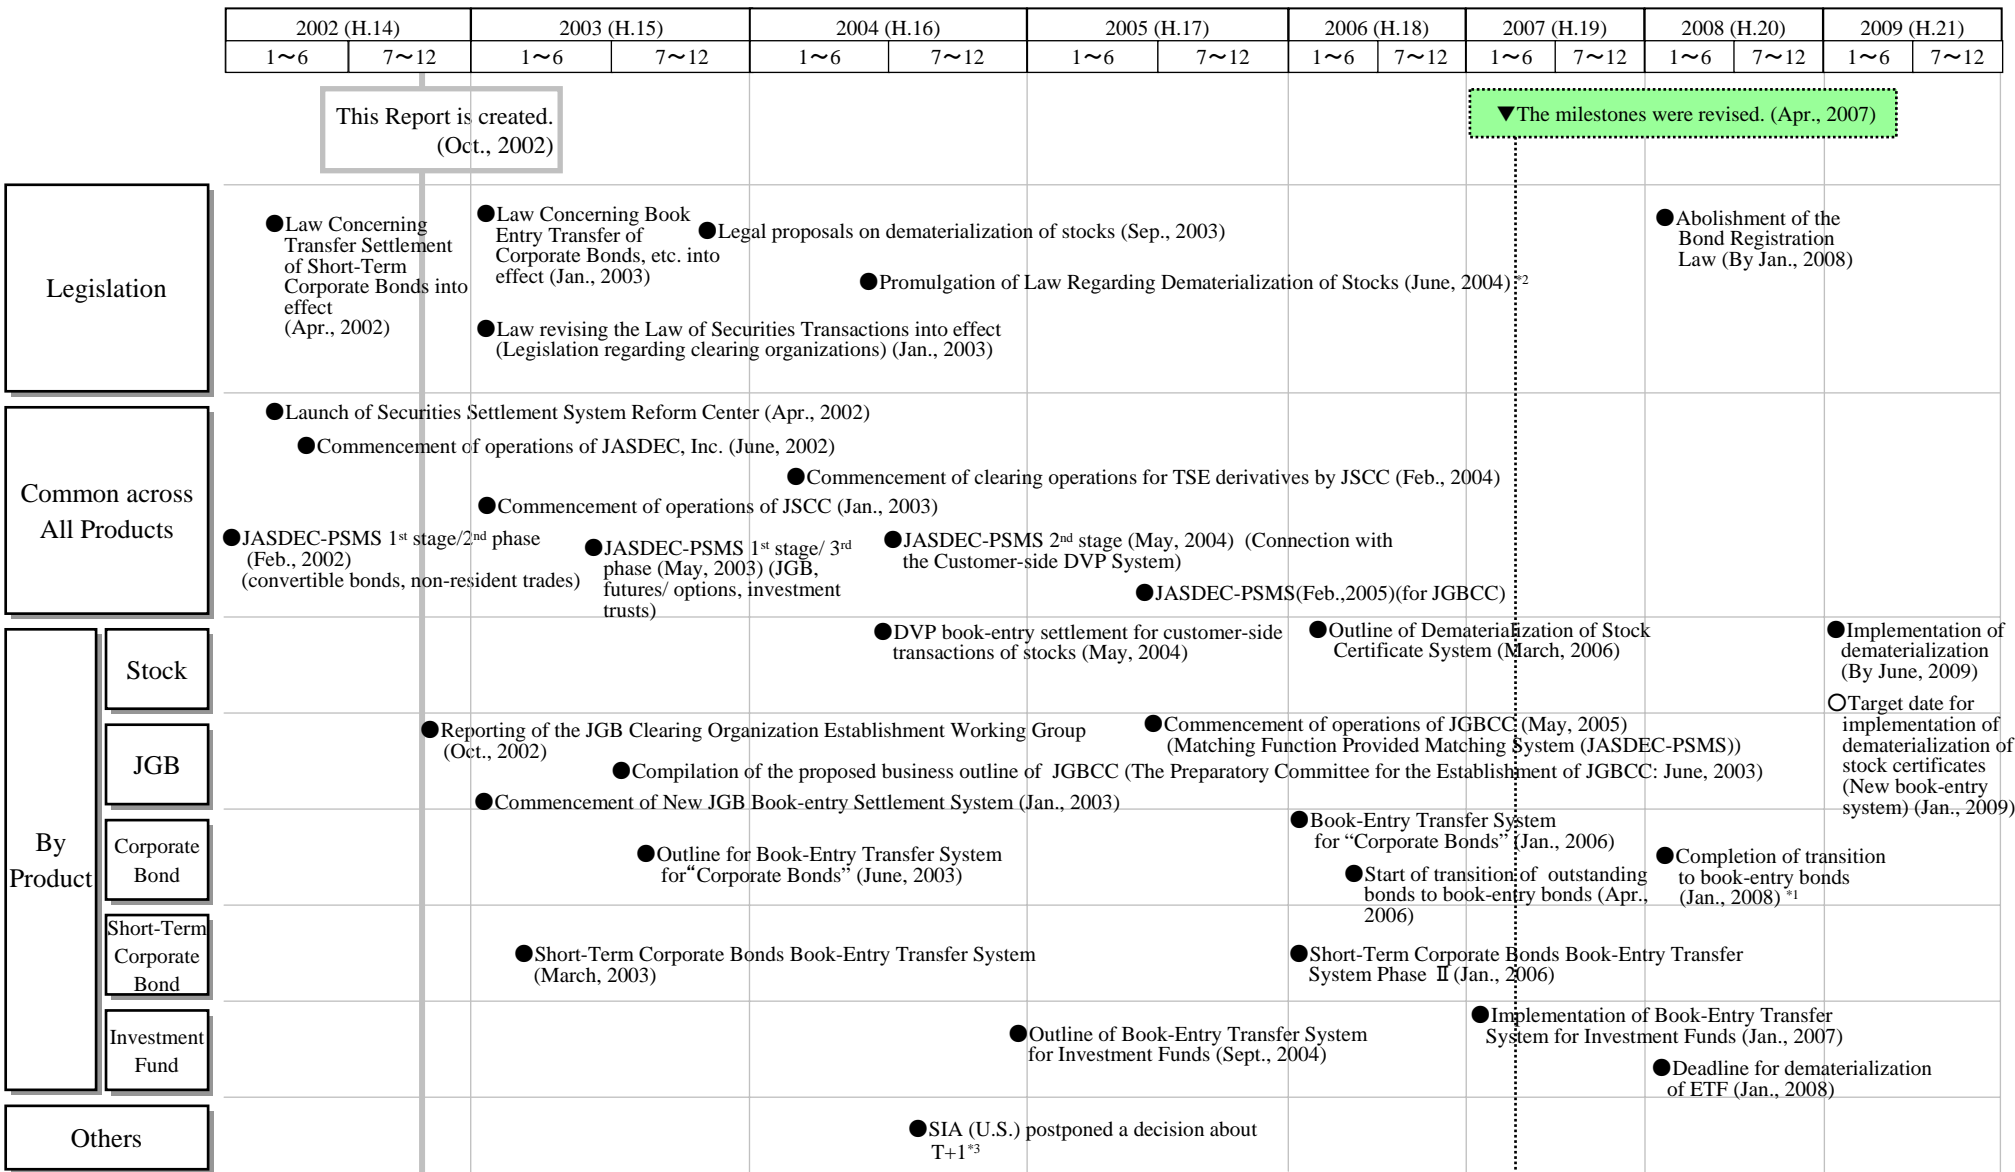 2002 (H.14) 2003 (H.15) 2004 (H.16) 2005 (H.17) 2006 (H.18) 2007 (H.19) 2008 (H.20) 2009 (H.21)
1～6 7～12 1～6 7～12 1～6 7～12 1～6 7～12 1～6 7～12 1～6 7～12 1～6 7～12 1～6 7～12
This Report is created.
(Oct., 2002)
▼The milestones were revised. (Apr., 2007)
Legislation
●Law Concerning
Transfer Settlement
of Short-Term
Corporate Bonds into
effect
(Apr., 2002)
●Law Concerning Book
Entry Transfer of
Corporate Bonds, etc. into
effect (Jan., 2003)
●Legal proposals on dematerialization of stocks (Sep., 2003)
●Promulgation of Law Regarding Dematerialization of Stocks (June, 2004) *2
●Law revising the Law of Securities Transactions into effect
(Legislation regarding clearing organizations) (Jan., 2003)
●Abolishment of the
Bond Registration
Law (By Jan., 2008)
Common across
All Products
●Launch of Securities Settlement System Reform Center (Apr., 2002)
●Commencement of operations of JASDEC, Inc. (June, 2002)
●Commencement of clearing operations for TSE derivatives by JSCC (Feb., 2004)
●Commencement of operations of JSCC (Jan., 2003)
●JASDEC-PSMS 1st stage/2nd phase
(Feb., 2002)
(convertible bonds, non-resident trades)
●JASDEC-PSMS 1st stage/ 3rd
phase (May, 2003) (JGB,
futures/ options, investment
trusts)
●JASDEC-PSMS 2nd stage (May, 2004) (Connection with
the Customer-side DVP System)
●JASDEC-PSMS(Feb.,2005)(for JGBCC)
By
Product
Stock
●DVP book-entry settlement for customer-side
transactions of stocks (May, 2004)
●Outline of Dematerialization of Stock
Certificate System (March, 2006)
●Implementation of
dematerialization
(By June, 2009)
○Target date for
implementation of
dematerialization of
stock certificates
(New book-entry
system) (Jan., 2009)
JGB
●Reporting of the JGB Clearing Organization Establishment Working Group
(Oct., 2002)
●Commencement of operations of JGBCC (May, 2005)
(Matching Function Provided Matching System (JASDEC-PSMS))
●Compilation of the proposed business outline of JGBCC (The Preparatory Committee for the Establishment of JGBCC: June, 2003)
●Commencement of New JGB Book-entry Settlement System (Jan., 2003)
Corporate
Bond
●Outline for Book-Entry Transfer System
for“Corporate Bonds” (June, 2003)
●Book-Entry Transfer System
for “Corporate Bonds” (Jan., 2006)
●Start of transition of outstanding
bonds to book-entry bonds (Apr.,
2006)
●Completion of transition
to book-entry bonds
(Jan., 2008) *1
Short-Term
Corporate
Bond
●Short-Term Corporate Bonds Book-Entry Transfer System
(March, 2003)
●Short-Term Corporate Bonds Book-Entry Transfer
System Phase Ⅱ (Jan., 2006)
Investment
Fund
●Outline of Book-Entry Transfer System
for Investment Funds (Sept., 2004)
●Implementation of Book-Entry Transfer
System for Investment Funds (Jan., 2007)
●Deadline for dematerialization
of ETF (Jan., 2008)
Others
●SIA (U.S.) postponed a decision about
T+1*3